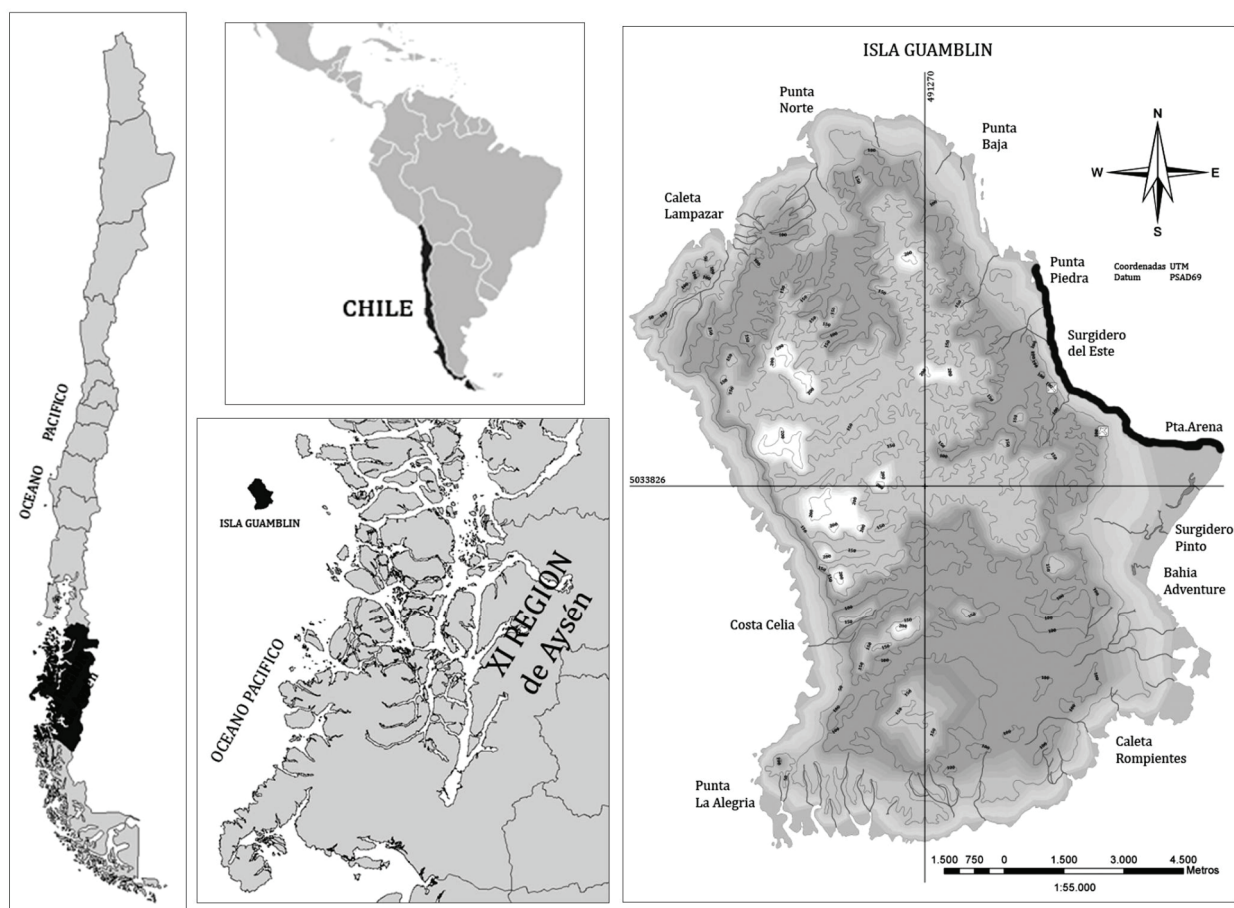 OCEANO PACIFICO
CHILE
ISLA GUAMBLIN
OCEANO PACIFICO
XI REGION
de Aysén
ISLA GUAMBLIN
491270
Punta
Norte
Punta
Baja
N
W E
S
Caleta
Lampazar
Punta
Piedra
Coordenadas UTM
Datum PSAD69
Surgidero
del Este
Pta.Arena
5033826
Surgidero
Pinto
Bahia
Adventure
Costa Celia
Caleta
Rompientes
Punta
La Alegria
1.500 750 0 1.500 3.000 4.500
Metros
1:55.000